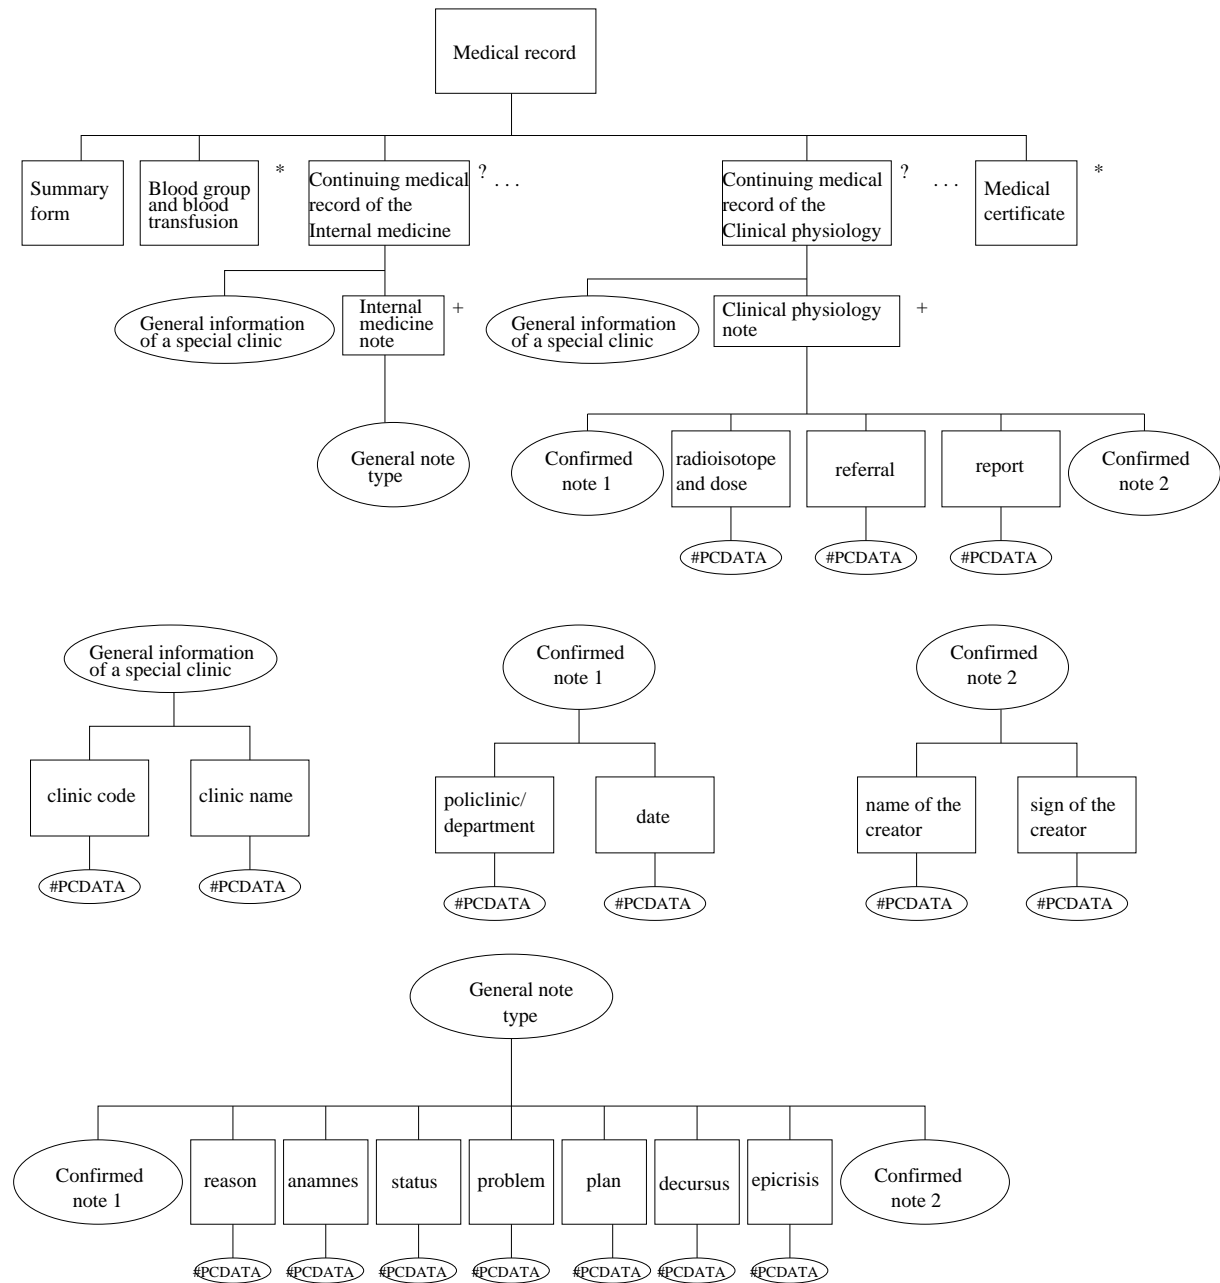 Medical record
Summary
form
Blood group
and blood
transfusion
*
Continuing medical
record of the
Internal medicine
?
. . .
Continuing medical
record of the
Clinical physiology
?
. . .
Medical
certificate
*
General information
of a special clinic
Internal
medicine
note
+
General information
of a special clinic
Clinical physiology
note
+
General note
type
Confirmed
note 1
radioisotope
and dose
referral
report
Confirmed
note 2
#PCDATA
#PCDATA
#PCDATA
General information
of a special clinic
Confirmed
note 1
Confirmed
note 2
clinic code
clinic name
policlinic/
department
date
name of the
creator
sign of the
creator
#PCDATA
#PCDATA
#PCDATA
#PCDATA
#PCDATA
#PCDATA
General note
type
Confirmed
note 1
reason
anamnes
status
problem
plan
decursus
epicrisis
Confirmed
note 2
#PCDATA
#PCDATA
#PCDATA
#PCDATA
#PCDATA
#PCDATA
#PCDATA